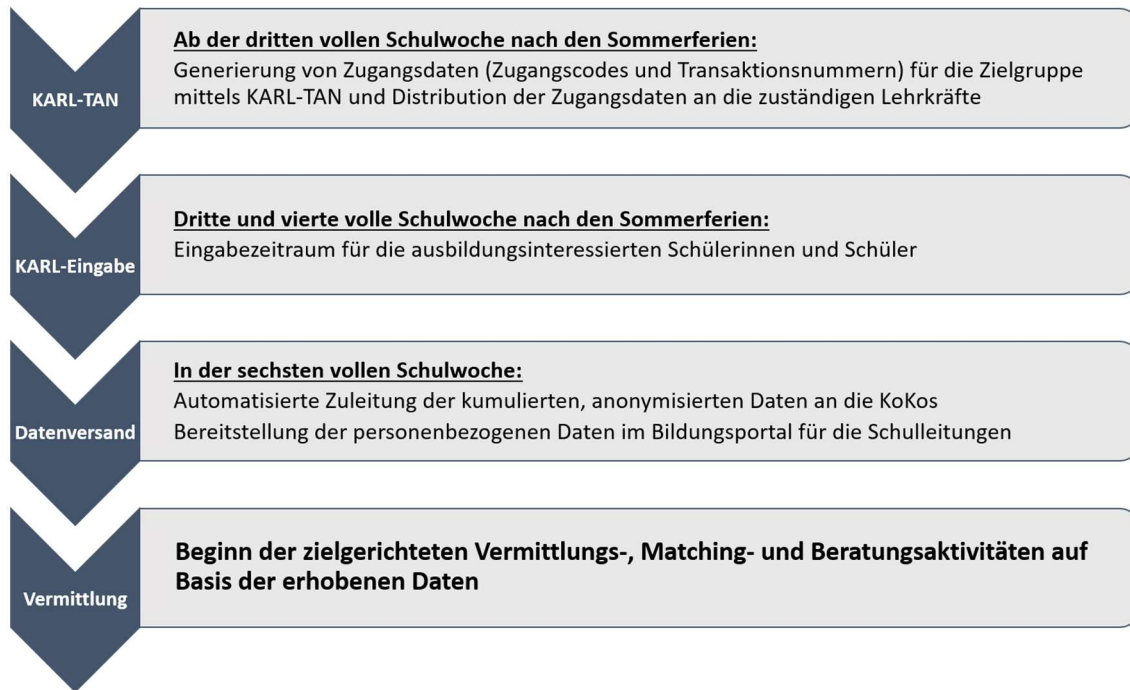 KARL-TAN
Ab der dritten vollen Schulwoche nach den Sommerferien:
Generierung von Zugangsdaten (Zugangscodes und Transaktionsnummern) für die Zielgruppe
mittels KARL-TAN und Distribution der Zugangsdaten an die zuständigen Lehrkräfte
KARL-Eingabe
Dritte und vierte volle Schulwoche nach den Sommerferien:
Eingabezeitraum für die ausbildungsinteressierten Schülerinnen und Schüler
Datenversand
In der sechsten vollen Schulwoche:
Automatisierte Zuleitung der kumulierten, anonymisierten Daten an die KoKos
Bereitstellung der personenbezogenen Daten im Bildungsportal für die Schulleitungen
Vermittlung
Beginn der zielgerichteten Vermittlungs-, Matching- und Beratungsaktivitäten auf
Basis der erhobenen Daten